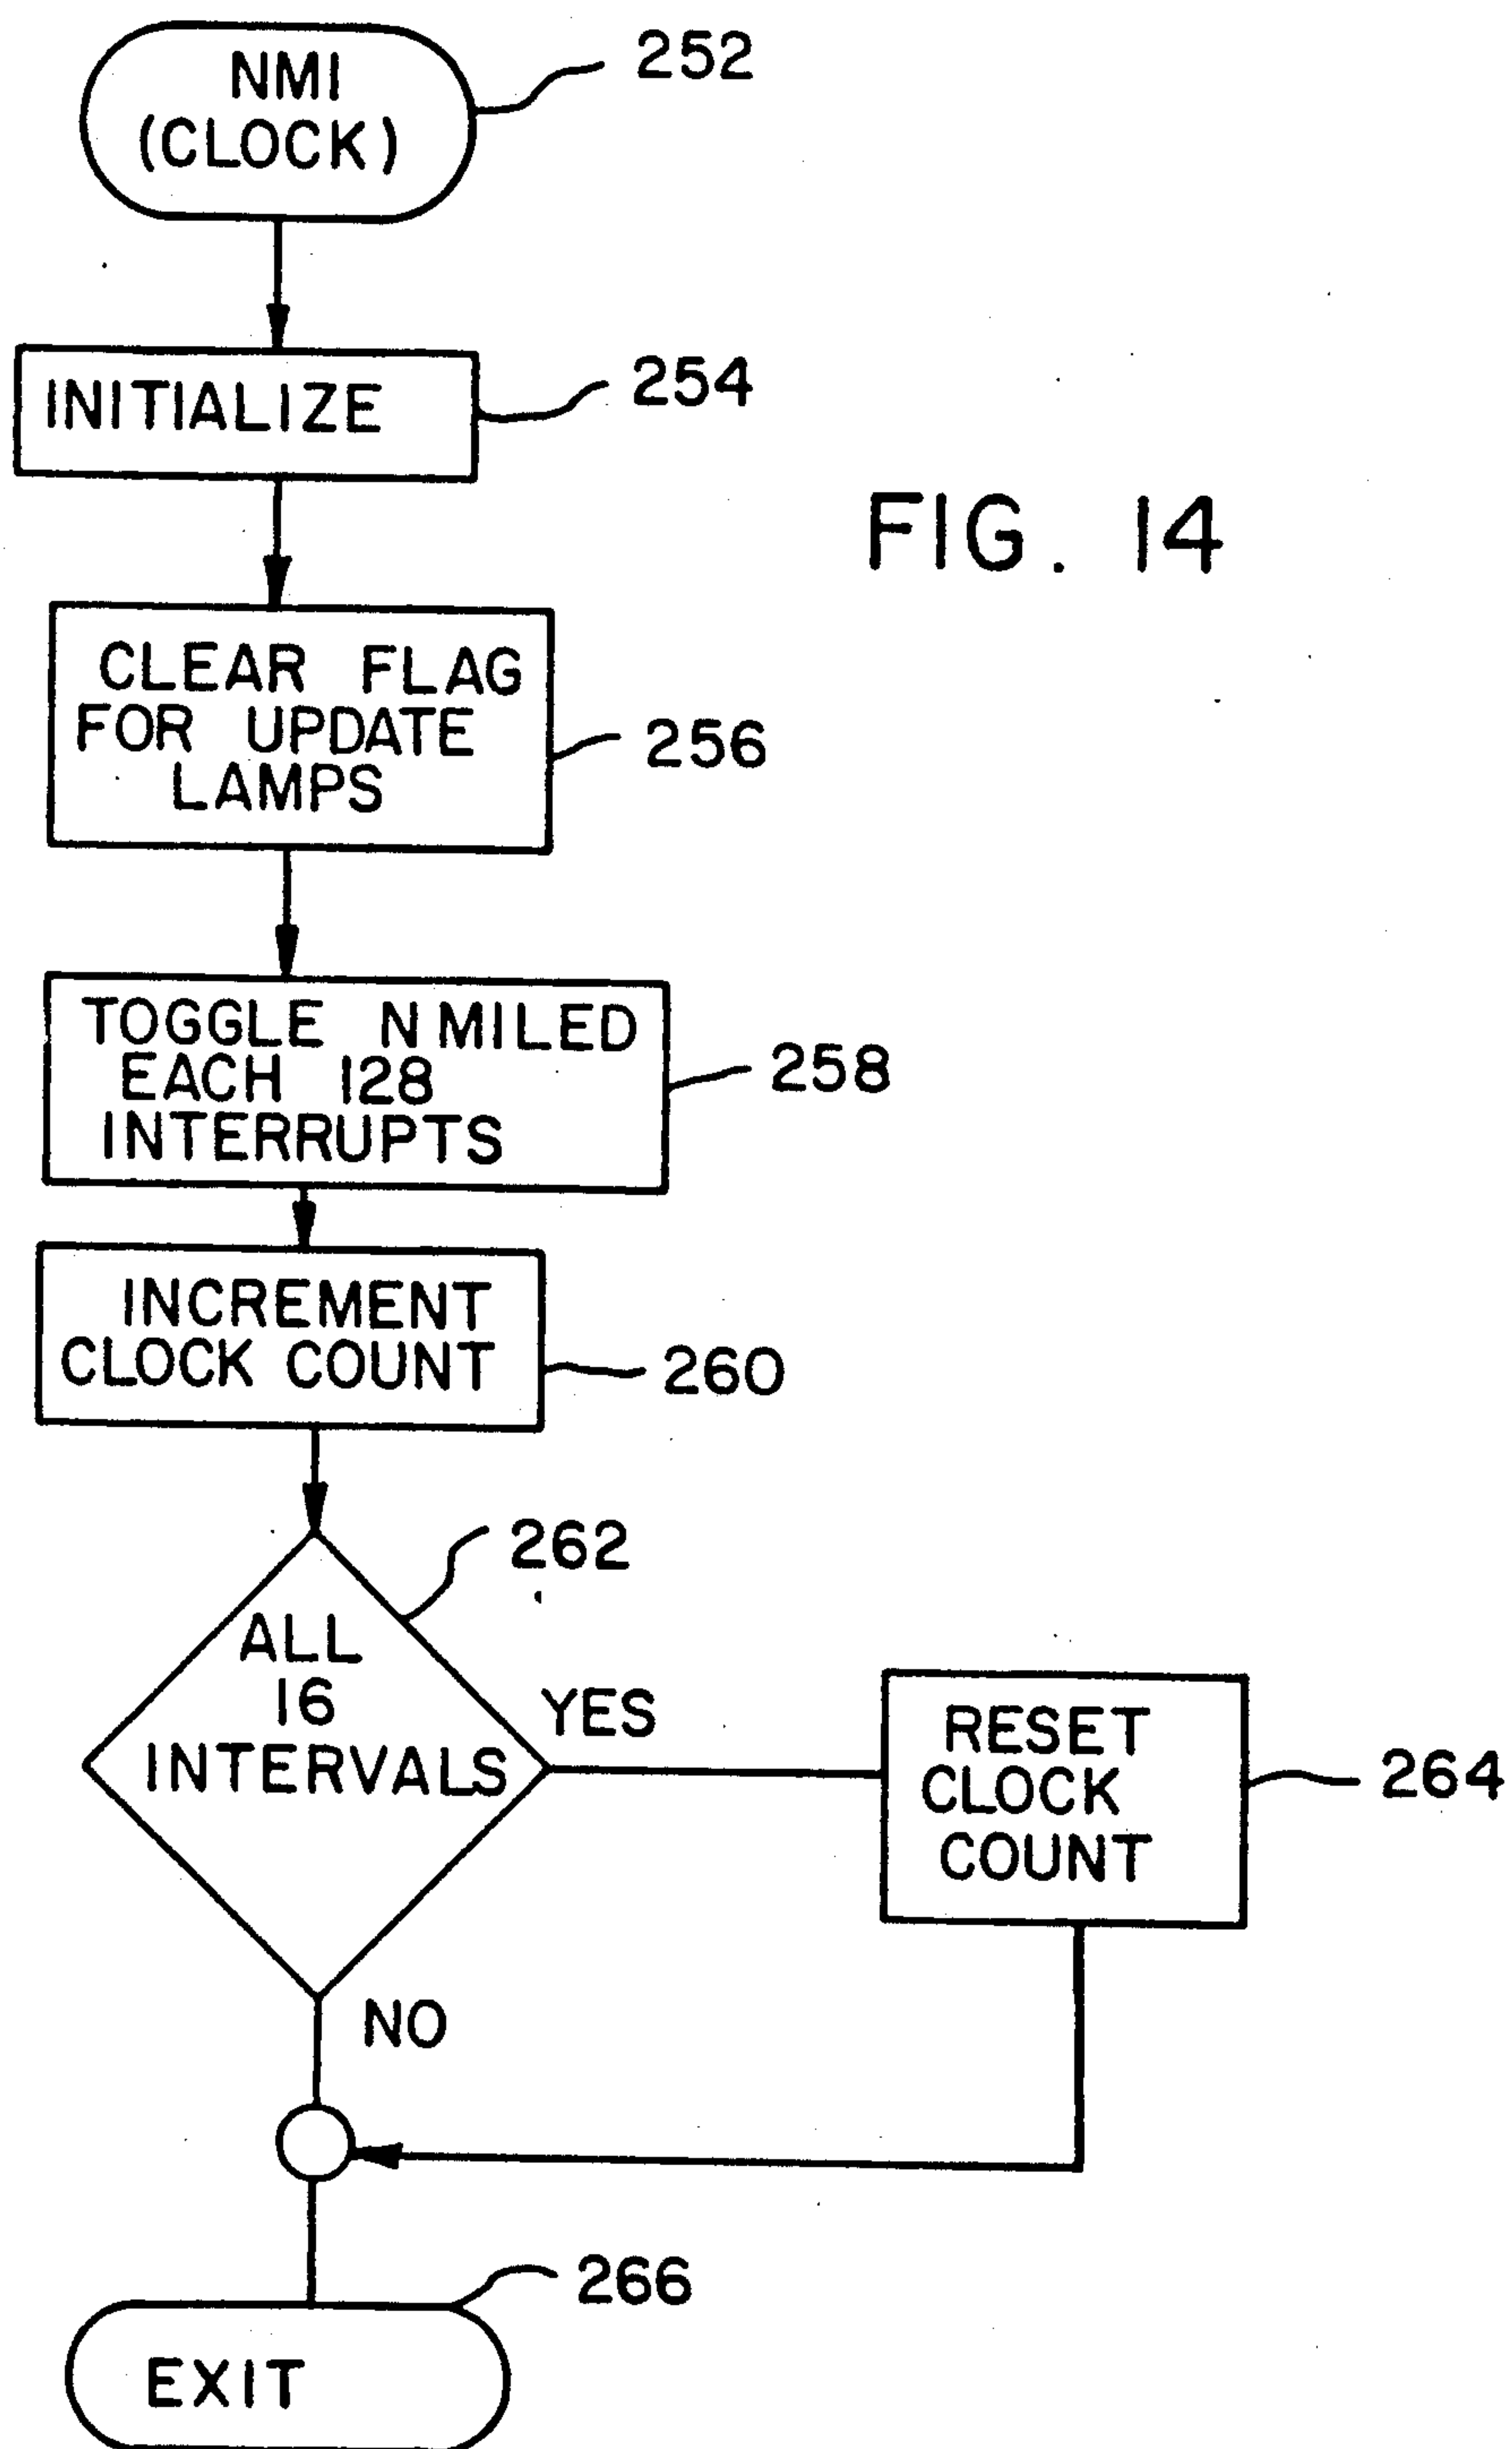 NMI
(CLOCK)
252
INITIALIZE
254
FIG. 14
CLEAR FLAG
FOR UPDATE
LAMPS
256
TOGGLE NMILED
EACH 128
INTERRUPTS
258
INCREMENT
CLOCK COUNT
260
262
ALL
16
INTERVALS
YES
RESET
CLOCK
COUNT
264
NO
266
EXIT